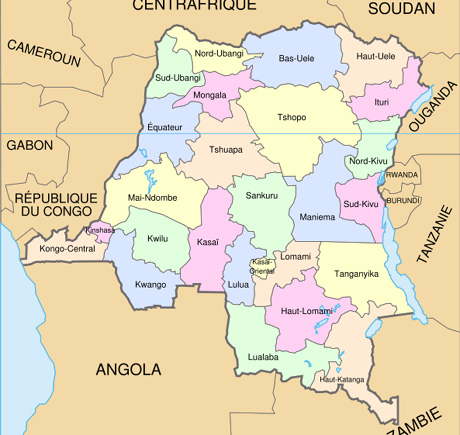 CENTRAFRIQUE
SOUDAN
CAMEROUN
Nord-Ubangi
Bas-Uele
Haut-Uele
Sud-Ubangi
Mongala
Ituri
OUGANDA
Tshopo
Équateur
GABON
Tshuapa
Nord-Kivu
RWANDA
RÉPUBLIQUE
DU CONGO
Mai-Ndombe
Sankuru
Maniema
Sud-Kivu
BURUNDI
TANZANIE
Kinshasa
Kongo-Central
Kwilu
Kasaï
Lomami
Kasaï-
Oriental
Tanganyika
Kwango
Lulua
Haut-Lomami
Lualaba
ANGOLA
Haut-Katanga
ZAMBIE